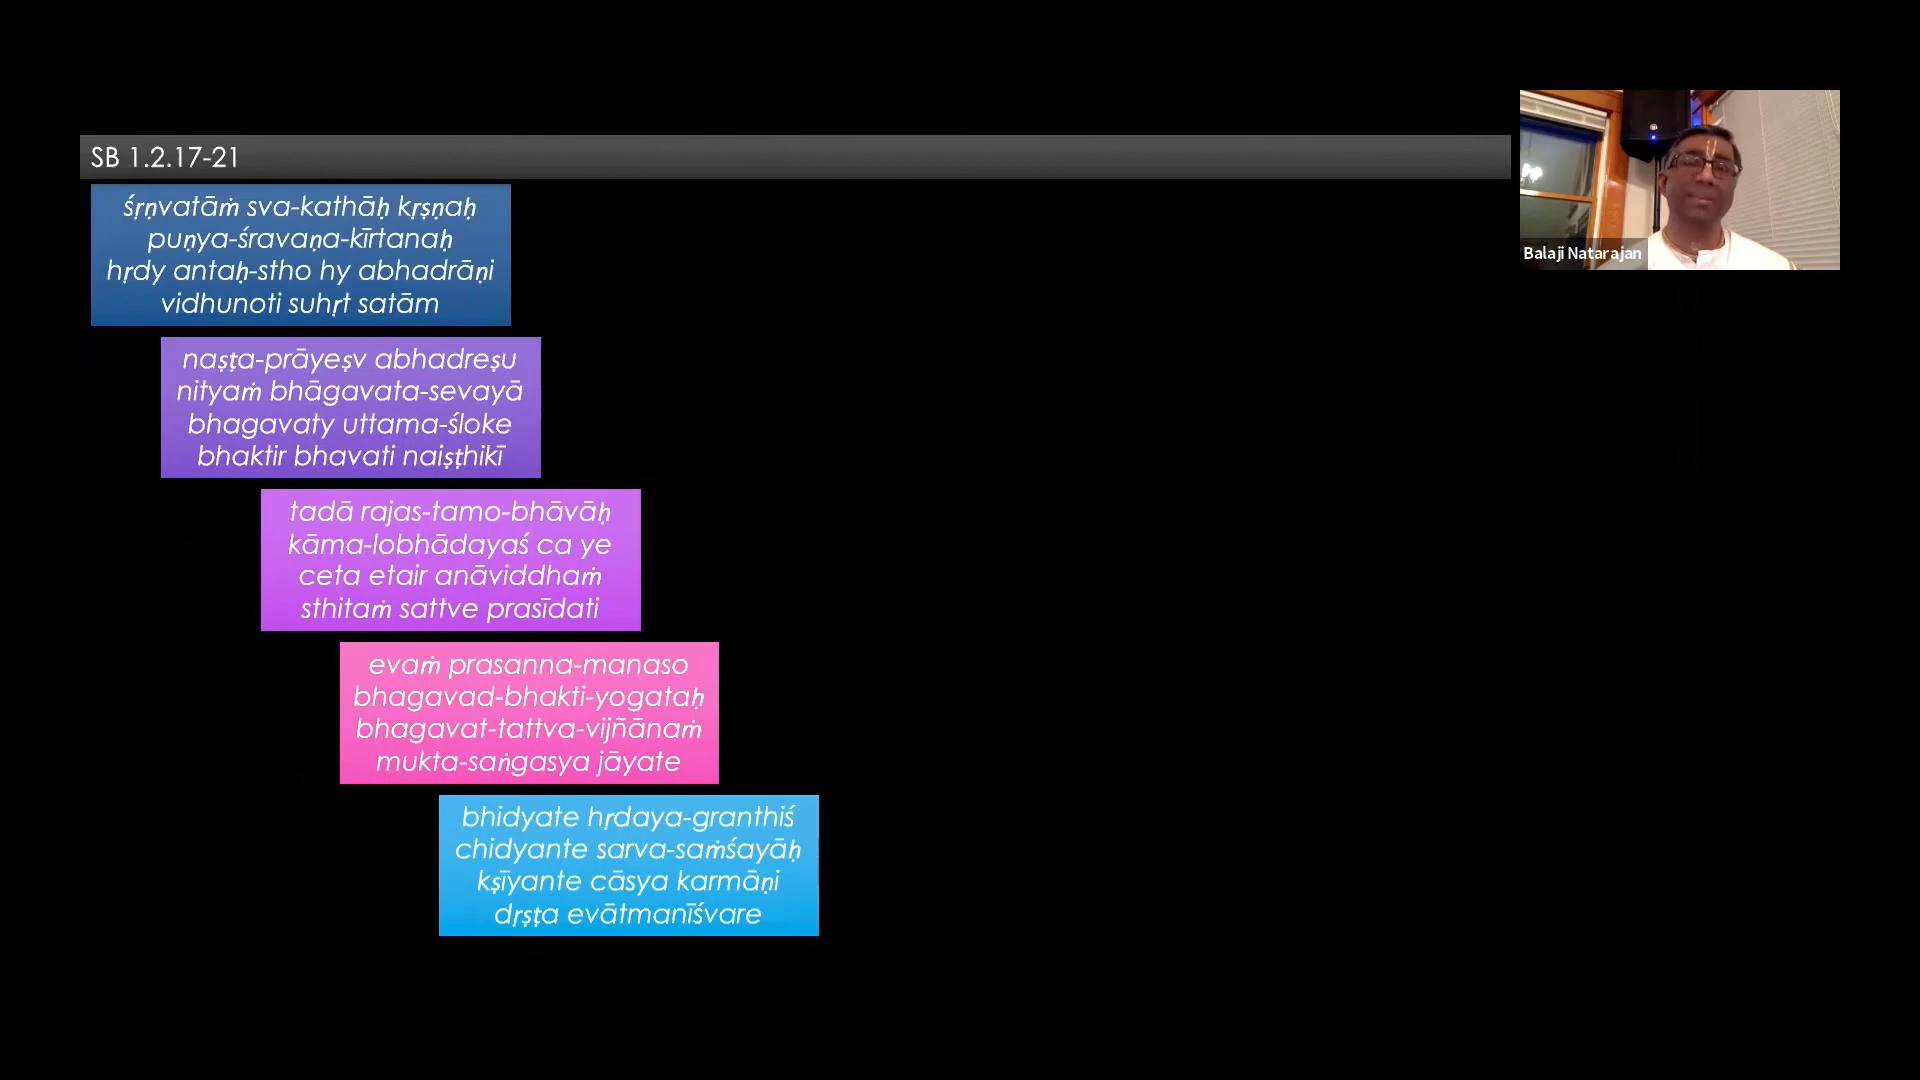 SB 1.2.17-21
śṛṇvatāṁ sva-kathāḥ kṛṣṇaḥ
puṇya-śravaṇa-kīrtanaḥ
hṛdy antaḥ-stho hy abhadrāṇi
vidhunoti suhṛt satām
naṣṭa-prāyeṣv abhadreṣu
nityaṁ bhāgavata-sevayā
bhagavaty uttama-śloke
bhaktir bhavati naiṣṭhikī
tadā rajas-tamo-bhāvāḥ
kāma-lobhādayaś ca ye
ceta etair anāviddhaṁ
sthitaṁ sattve prasīdati
evaṁ prasanna-manaso
bhagavad-bhakti-yogataḥ
bhagavat-tattva-vijñānaṁ
mukta-saṅgasya jāyate
bhidyate hṛdaya-granthiś
chidyante sarva-saṁśayāḥ
kṣīyante cāsya karmāṇi
dṛṣṭa evātmanīśvare
Balaji Natarajan